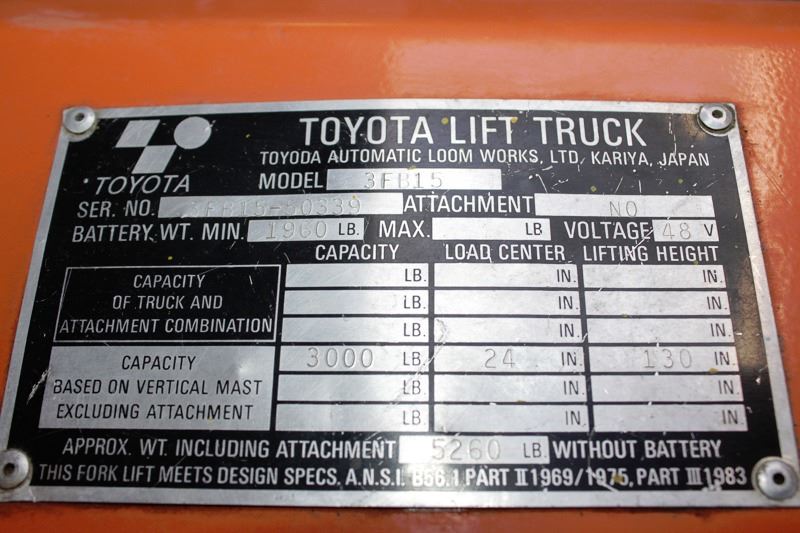 TOYOTA LIFT TRUCK
TOYODA AUTOMATIC LOOM WORKS, LTD. KARIYA, JAPAN
TOYOTA MODEL 3FB15
SER. NO. 3FB15-50339 ATTACHMENT NO
BATTERY WT. MIN. 1960 LB. MAX. LB VOLTAGE 48 V
CAPACITY LOAD CENTER LIFTING HEIGHT
CAPACITY LB. IN. IN.
OF TRUCK AND LB. IN. IN.
ATTACHMENT COMBINATION LB. IN. IN.
CAPACITY 3000 LB. 24 IN. 130 IN.
BASED ON VERTICAL MAST LB. IN. IN.
EXCLUDING ATTACHMENT LB. IN. IN.
APPROX. WT. INCLUDING ATTACHMENT 5260 LB. WITHOUT BATTERY
THIS FORK LIFT MEETS DESIGN SPECS. A.N.S.I. B56.1 PART II 1969/1975, PART III 1983